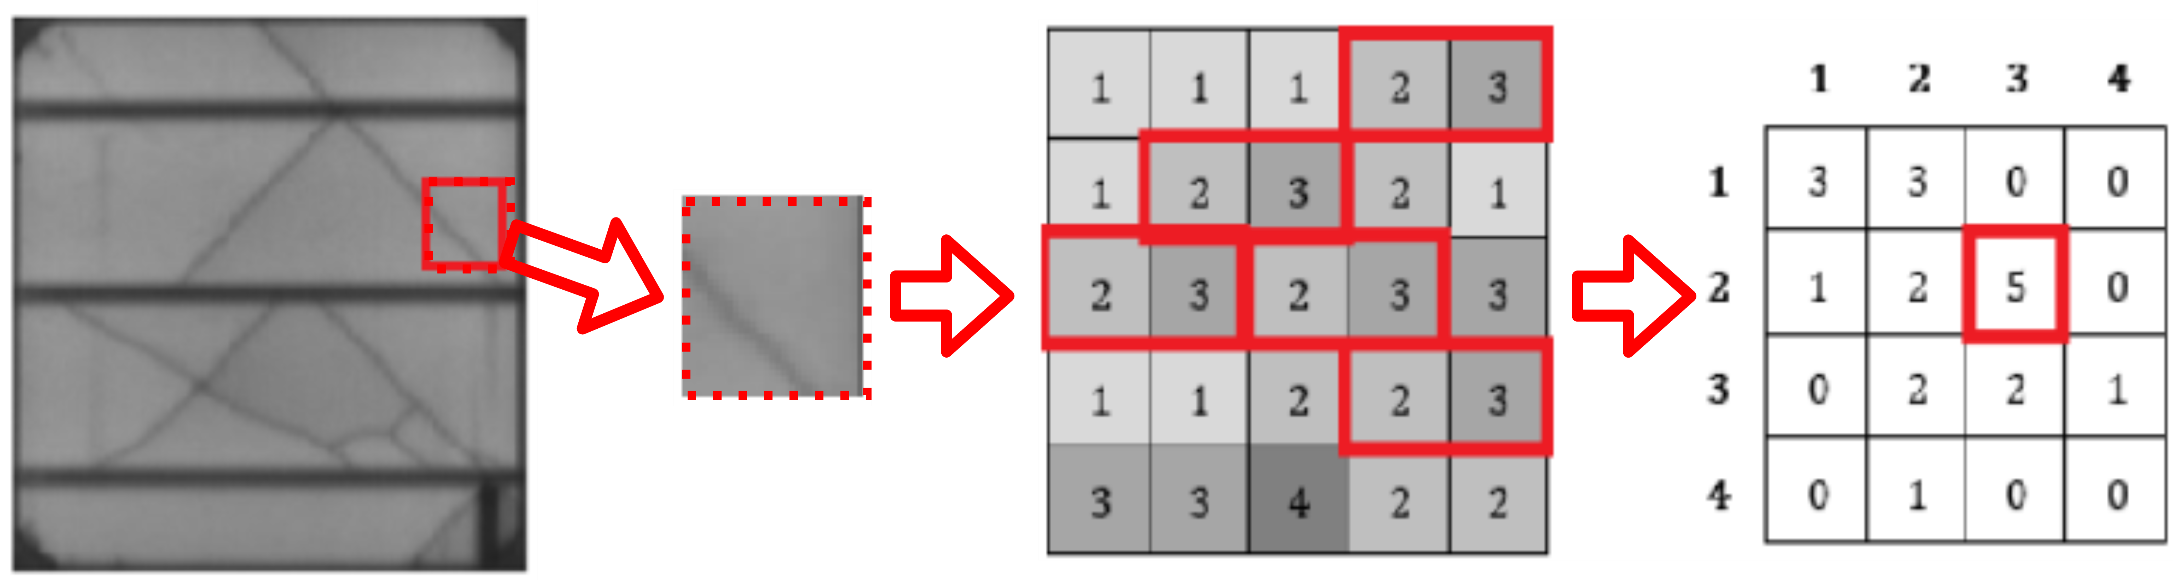 1 1 1 2 3
1 2 3 2 1
2 3 2 3 3
1 1 2 2 3
3 3 4 2 2
1 2 3 4
1 3 3 0 0
2 1 2 5 0
3 0 2 2 1
4 0 1 0 0